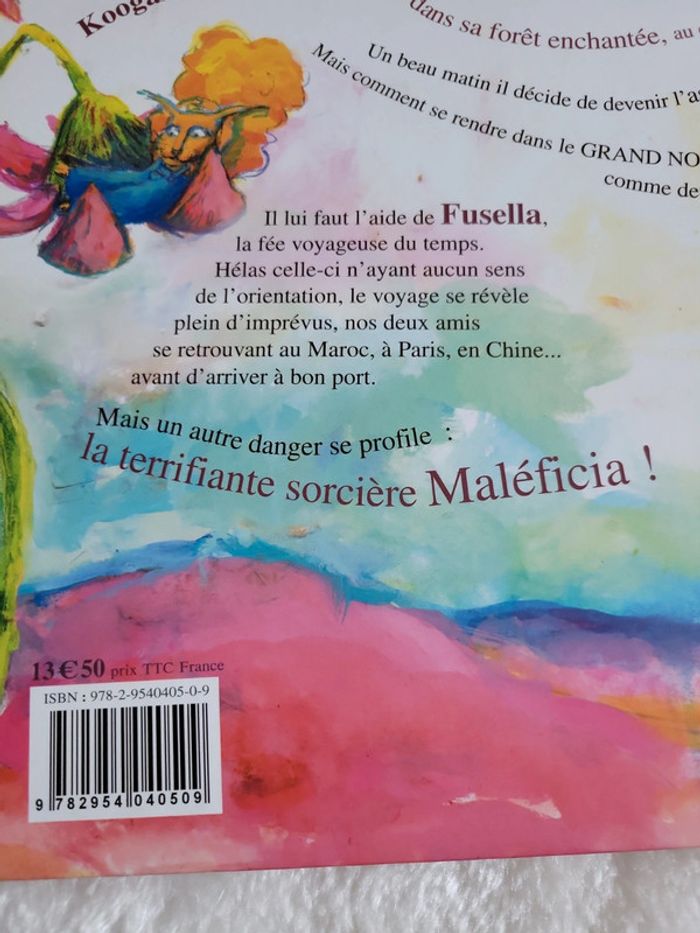 Kooga
dans sa forêt enchantée, au
Un beau matin il décide de devenir l'a
Mais comment se rendre dans le GRAND NO
comme de
Il lui faut l'aide de Fusella,
la fée voyageuse du temps.
Hélas celle-ci n'ayant aucun sens
de l'orientation, le voyage se révèle
plein d'imprévus, nos deux amis
se retrouvant au Maroc, à Paris, en Chine...
avant d'arriver à bon port.
Mais un autre danger se profile :
la terrifiante sorcière Maléficia !
13€50 prix TTC France
ISBN : 978-2-9540405-0-9
9 782954 040509